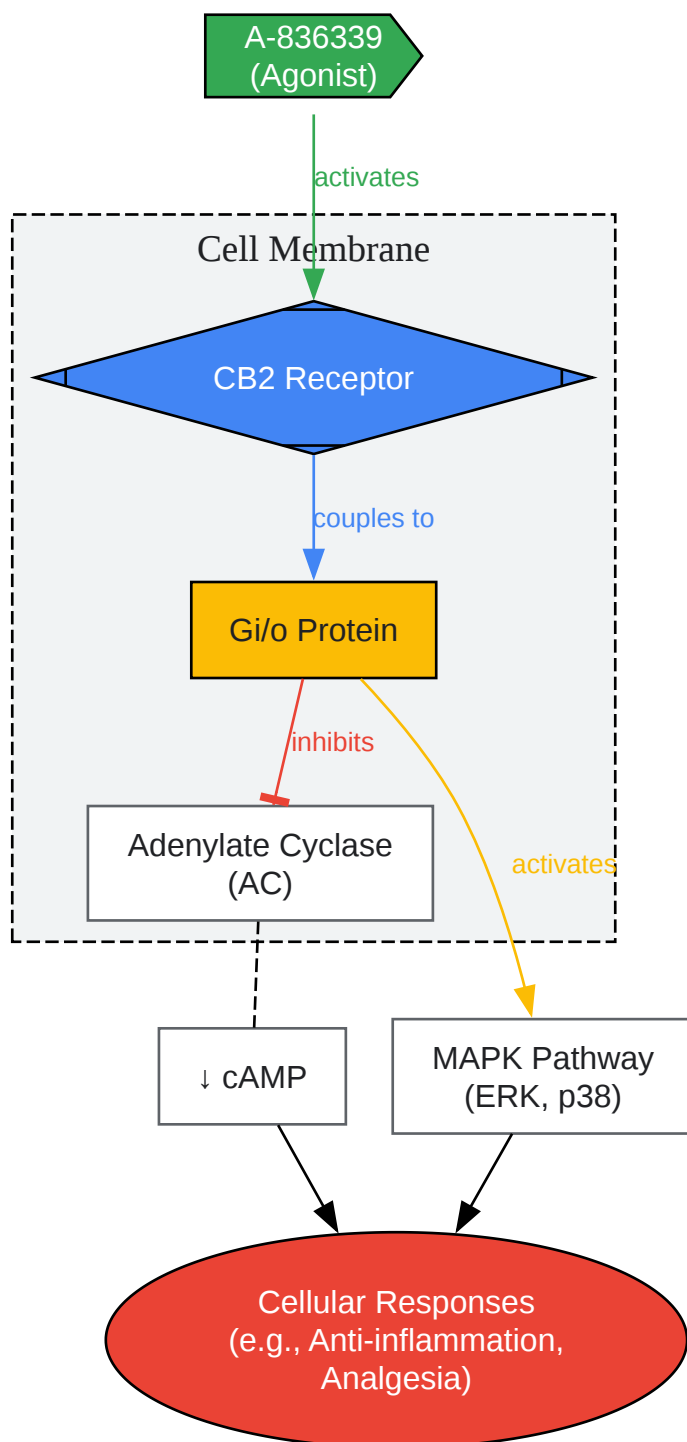 A-836339
(Agonist)
activates
Cell Membrane
CB2 Receptor
couples to
Gi/o Protein
inhibits
Adenylate Cyclase
(AC)
activates
↓ cAMP
MAPK Pathway
(ERK, p38)
Cellular Responses
(e.g., Anti-inflammation,
Analgesia)